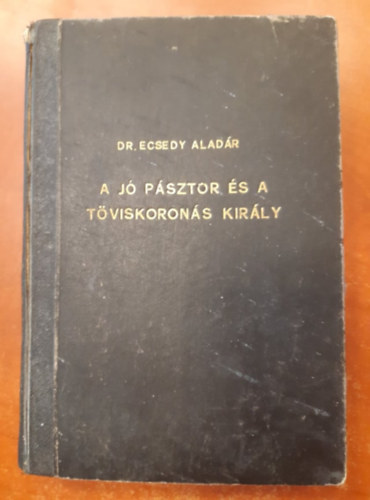 DR. ECSEDY ALADÁR
A JÓ PÁSZTOR ÉS A
TÖVISKORONÁS KIRÁLY